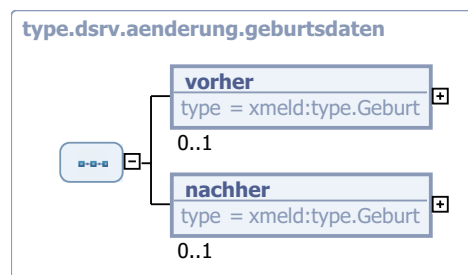 type.dsrv.aenderung.geburtsdaten
vorher
type = xmeld:type.Geburt
0..1
nachher
type = xmeld:type.Geburt
0..1